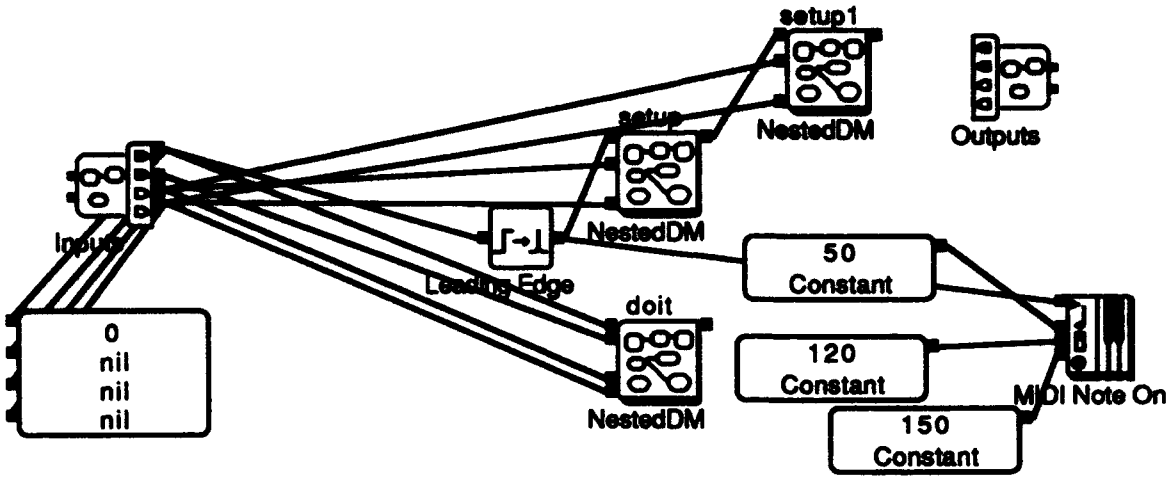 setup1
NestedDM
Outputs
setup
NestedDM
Inputs
Leading Edge
50
Constant
0
nil
nil
nil
doit
NestedDM
120
Constant
MIDI Note On
150
Constant